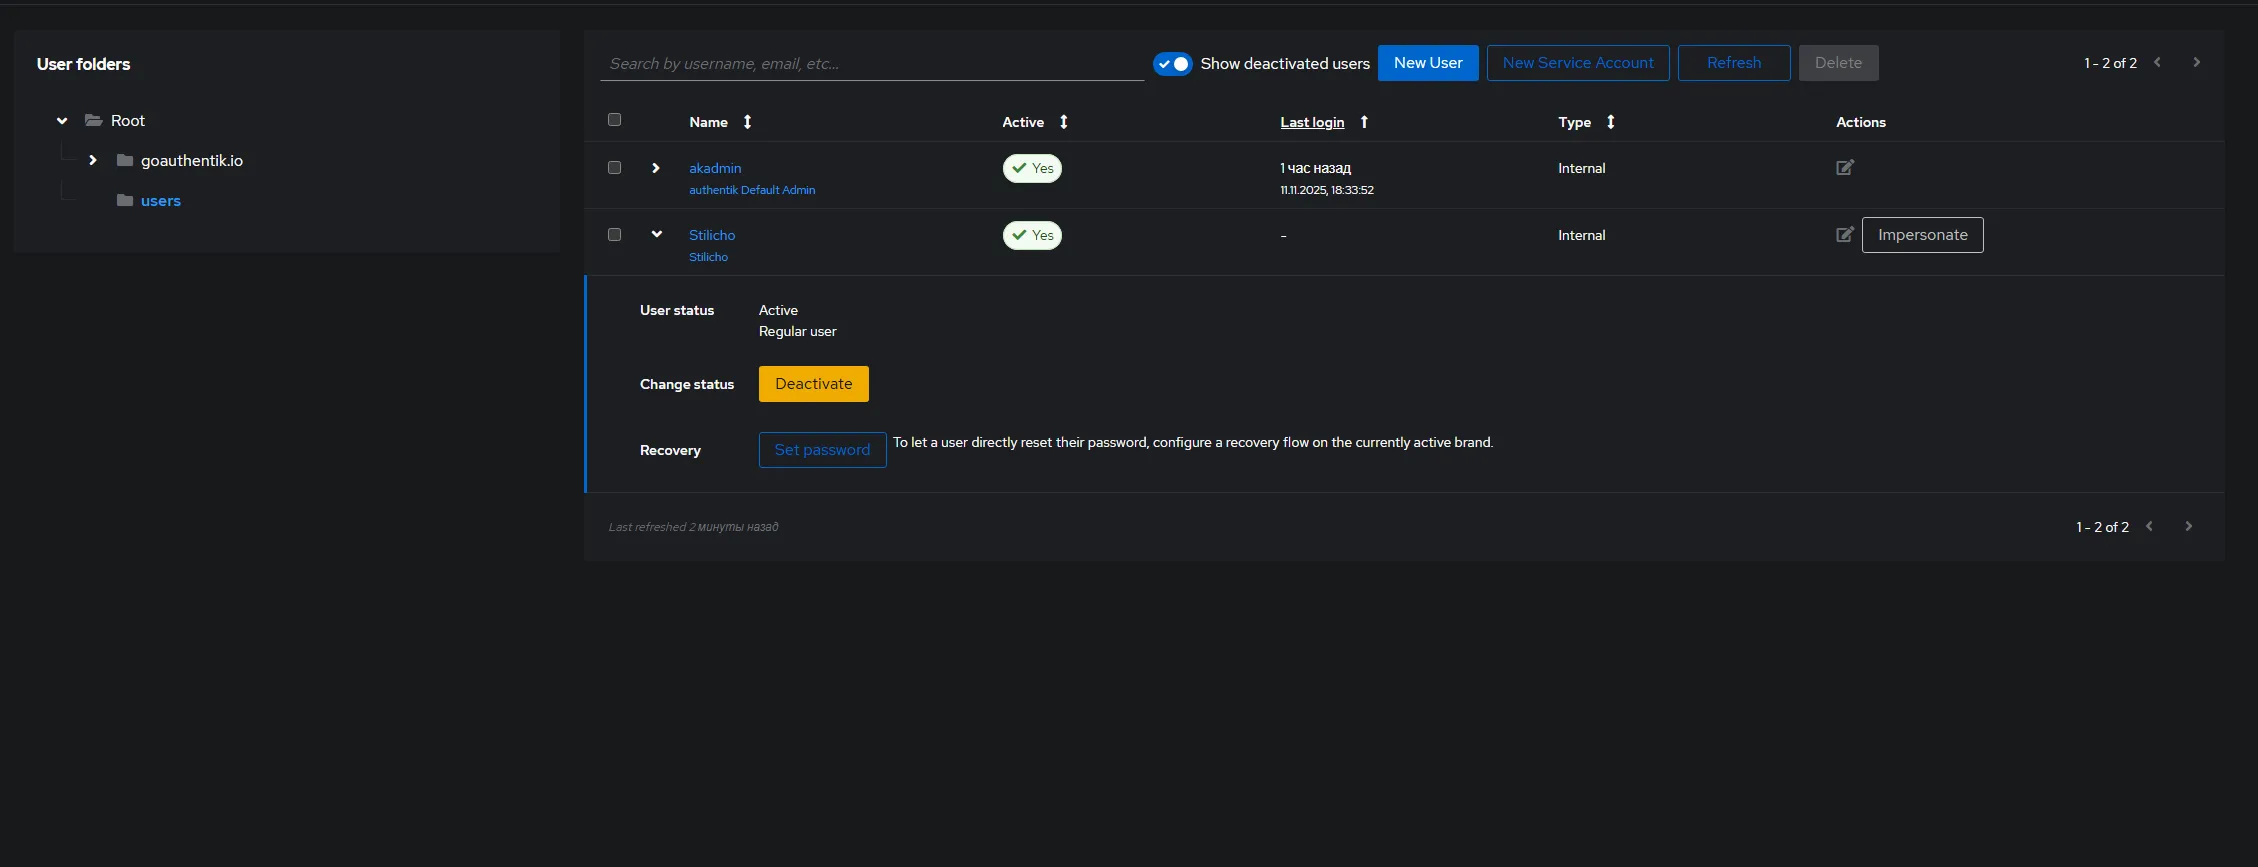 User folders
Root
goauthentik.io
users
Search by username, email, etc...
Show deactivated users
New User
New Service Account
Refresh
Delete
1 - 2 of 2
Name
Active
Last login
Type
Actions
akadmin
authentik Default Admin
Yes
1 час назад
11.11.2025, 18:33:52
Internal
Stilicho
Stilicho
Yes
-
Internal
Impersonate
User status
Active
Regular user
Change status
Deactivate
Recovery
Set password
To let a user directly reset their password, configure a recovery flow on the currently active brand.
Last refreshed 2 минуты назад
1 - 2 of 2